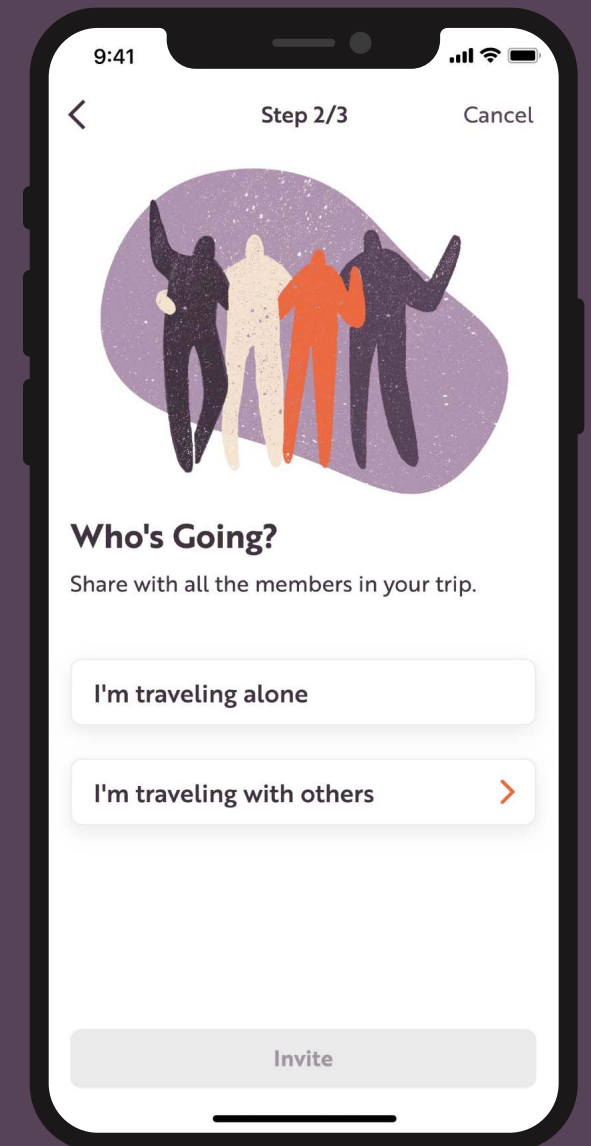 9:41
Step 2/3 Cancel
Who's Going?
Share with all the members in your trip.
I'm traveling alone
I'm traveling with others
Invite